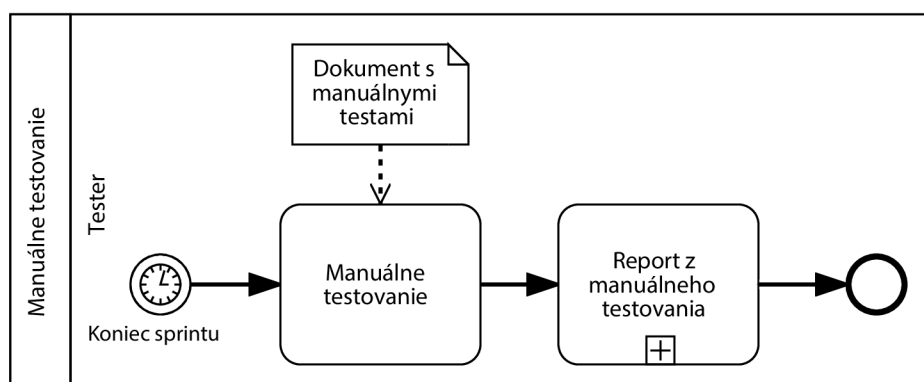 Manuálne testovanie
Tester
Dokument s
manuálnymi
testami
Koniec sprintu
Manuálne
testovanie
Report z
manuálneho
testovania